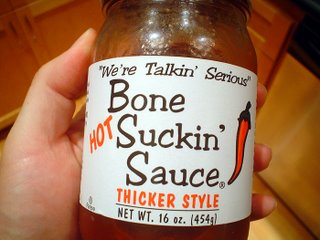 "We're Talkin' Serious"
Bone
HOT Suckin'
Sauce®
THICKER STYLE
NET WT. 16 oz. (454g)